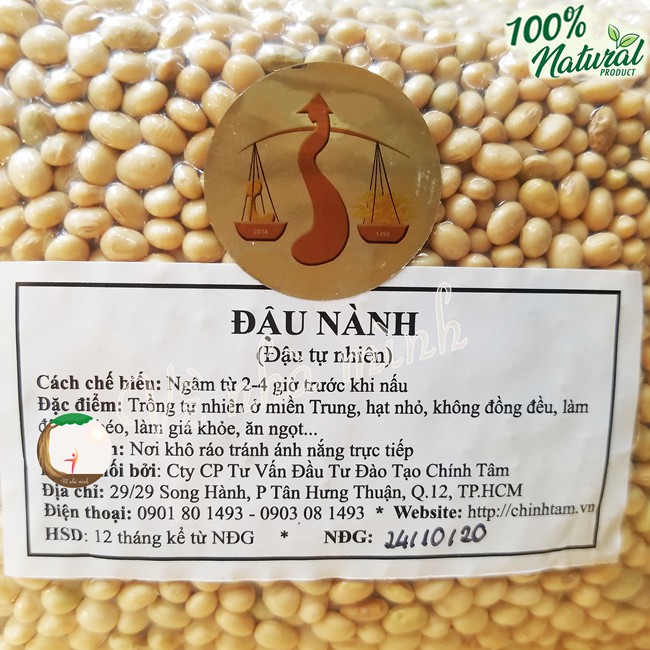 100%
Natural
PRODUCT
2014 1493
ĐẬU NÀNH
(Đậu tự nhiên)
Cách chế biến: Ngâm từ 2-4 giờ trước khi nấu
Đặc điểm: Trồng tự nhiên ở miền Trung, hạt nhỏ, không đồng đều, làm
béo, làm giá khỏe, ăn ngọt...
Nơi khô ráo tránh ánh nắng trực tiếp
bởi: Cty CP Tư Vấn Đầu Tư Đào Tạo Chính Tâm
Địa chỉ: 29/29 Song Hành, P Tân Hưng Thuận, Q.12, TP.HCM
Điện thoại: 0901 80 1493 - 0903 08 1493 * Website: http://chinhtam.vn
HSD: 12 tháng kể từ NĐG * NĐG: 24/10/20